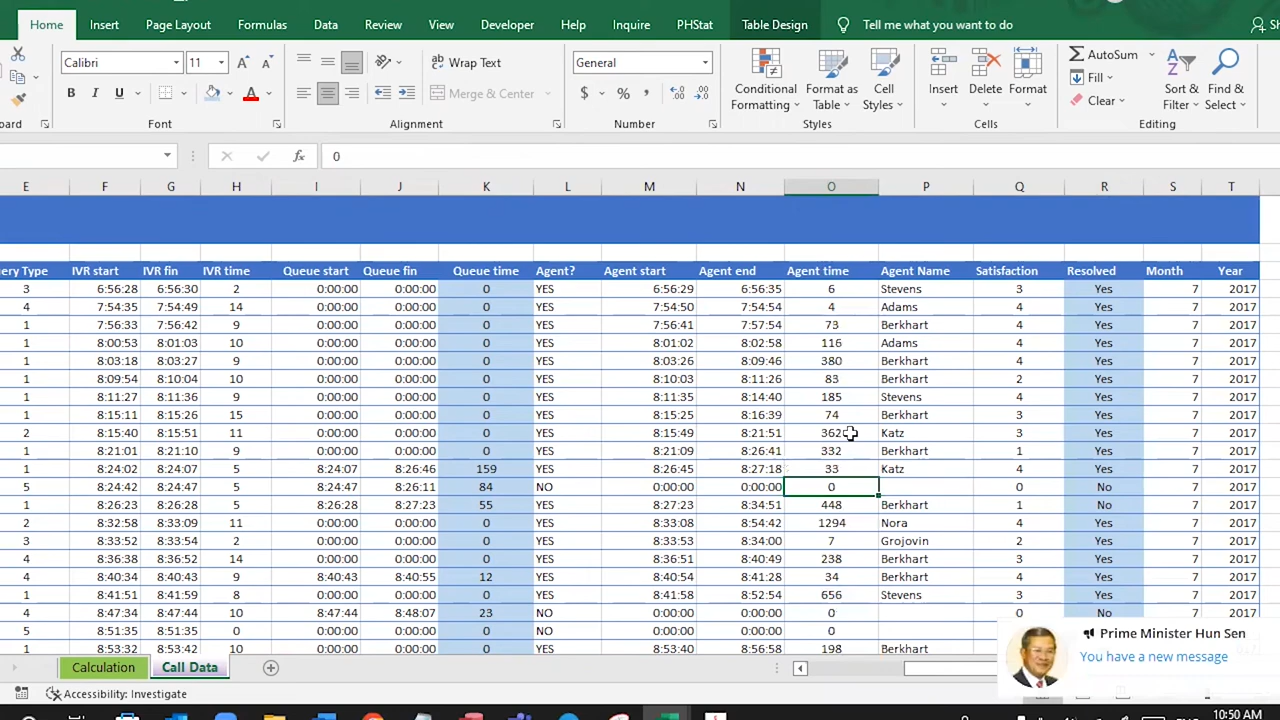 Home Insert Page Layout Formulas Data Review View Developer Help Inquire PHStat Table Design Tell me what you want to do
Calibri 11 Wrap Text General AutoSum
Conditional Formatting Format as Table Cell Styles Insert Delete Format Fill Sort & Filter Find & Select
B I U A Merge & Center $ % Clear
Font Alignment Number Styles Cells Editing
fx 0
E F G H I J K L M N O P Q R S T
ery Type IVR start IVR fin IVR time Queue start Queue fin Queue time Agent? Agent start Agent end Agent time Agent Name Satisfaction Resolved Month Year
3 6:56:28 6:56:30 2 0:00:00 0:00:00 0 YES 6:56:29 6:56:35 6 Stevens 3 Yes 7 2017
4 7:54:35 7:54:49 14 0:00:00 0:00:00 0 YES 7:54:50 7:54:54 4 Adams 4 Yes 7 2017
1 7:56:33 7:56:42 9 0:00:00 0:00:00 0 YES 7:56:41 7:57:54 73 Berkhart 4 Yes 7 2017
1 8:00:53 8:01:03 10 0:00:00 0:00:00 0 YES 8:01:02 8:02:58 116 Adams 4 Yes 7 2017
1 8:03:18 8:03:27 9 0:00:00 0:00:00 0 YES 8:03:26 8:09:46 380 Berkhart 4 Yes 7 2017
1 8:09:54 8:10:04 10 0:00:00 0:00:00 0 YES 8:10:03 8:11:26 83 Berkhart 2 Yes 7 2017
1 8:11:27 8:11:36 9 0:00:00 0:00:00 0 YES 8:11:35 8:14:40 185 Stevens 4 Yes 7 2017
1 8:15:11 8:15:26 15 0:00:00 0:00:00 0 YES 8:15:25 8:16:39 74 Berkhart 3 Yes 7 2017
2 8:15:40 8:15:51 11 0:00:00 0:00:00 0 YES 8:15:49 8:21:51 362 Katz 3 Yes 7 2017
1 8:21:01 8:21:10 9 0:00:00 0:00:00 0 YES 8:21:09 8:26:41 332 Berkhart 1 Yes 7 2017
1 8:24:02 8:24:07 5 8:24:07 8:26:46 159 YES 8:26:45 8:27:18 33 Katz 4 Yes 7 2017
5 8:24:42 8:24:47 5 8:24:47 8:26:11 84 NO 0:00:00 0:00:00 0 0 No 7 2017
1 8:26:23 8:26:28 5 8:26:28 8:27:23 55 YES 8:27:23 8:34:51 448 Berkhart 1 No 7 2017
2 8:32:58 8:33:09 11 0:00:00 0:00:00 0 YES 8:33:08 8:54:42 1294 Nora 4 Yes 7 2017
3 8:33:52 8:33:54 2 0:00:00 0:00:00 0 YES 8:33:53 8:34:00 7 Grojovin 2 Yes 7 2017
4 8:36:38 8:36:52 14 0:00:00 0:00:00 0 YES 8:36:51 8:40:49 238 Berkhart 3 Yes 7 2017
4 8:40:34 8:40:43 9 8:40:43 8:40:55 12 YES 8:40:54 8:41:28 34 Berkhart 4 Yes 7 2017
1 8:41:51 8:41:59 8 0:00:00 0:00:00 0 YES 8:41:58 8:52:54 656 Stevens 3 Yes 7 2017
4 8:47:34 8:47:44 10 8:47:44 8:48:07 23 NO 0:00:00 0:00:00 0 0 No 7 2017
5 8:51:35 8:51:35 0 0:00:00 0:00:00 0 NO 0:00:00 0:00:00 0
1 8:53:32 8:53:42 10 0:00:00 0:00:00 0 YES 8:53:40 8:56:58 198 Berkhart
Prime Minister Hun Sen
You have a new message
Calculation Call Data
Accessibility: Investigate
10:50 AM